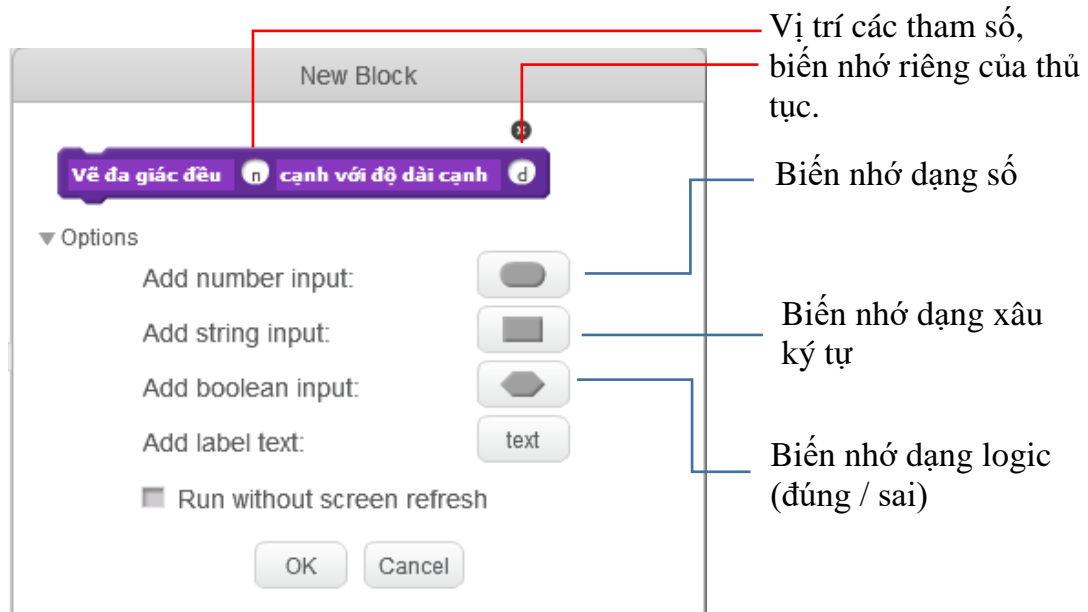 Vị trí các tham số,
biến nhớ riêng của thủ
tục.
New Block
Vẽ đa giác đều n cạnh với độ dài cạnh d
Biến nhớ dạng số
Options
Add number input:
Add string input:
Biến nhớ dạng xâu
ký tự
Add boolean input:
Add label text: text
Biến nhớ dạng logic
(đúng / sai)
Run without screen refresh
OK Cancel